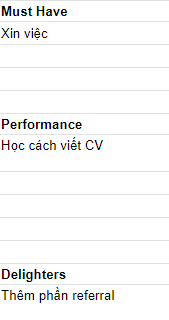 Must Have
Xin việc
Performance
Học cách viết CV
Delighters
Thêm phần referral